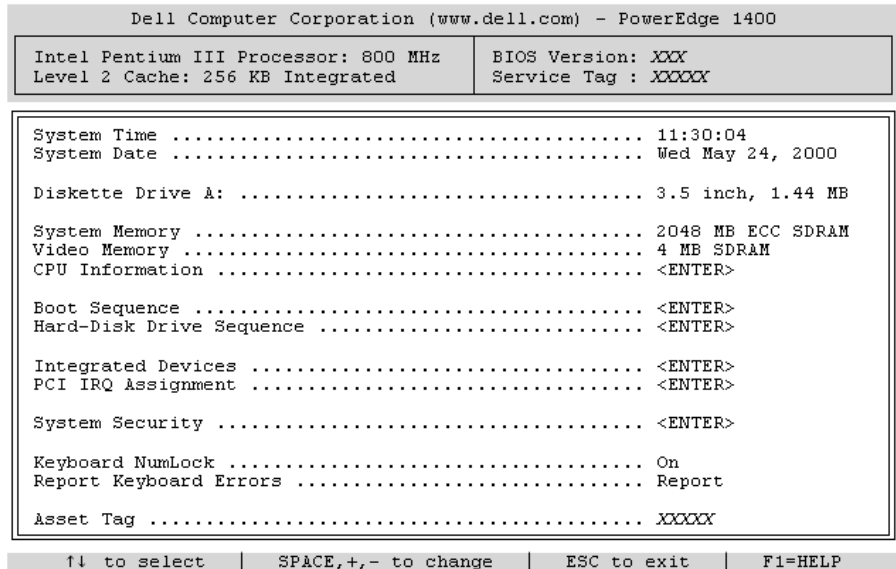 Dell Computer Corporation (www.dell.com) - PowerEdge 1400
Intel Pentium III Processor: 800 MHz
Level 2 Cache: 256 KB Integrated
BIOS Version: XXX
Service Tag : XXXXX
System Time .......................................... 11:30:04
System Date .......................................... Wed May 24, 2000
Diskette Drive A: .................................... 3.5 inch, 1.44 MB
System Memory ........................................ 2048 MB ECC SDRAM
Video Memory ......................................... 4 MB SDRAM
CPU Information ...................................... <ENTER>
Boot Sequence ........................................ <ENTER>
Hard-Disk Drive Sequence ............................. <ENTER>
Integrated Devices ................................... <ENTER>
PCI IRQ Assignment ................................... <ENTER>
System Security ...................................... <ENTER>
Keyboard NumLock ..................................... On
Report Keyboard Errors ............................... Report
Asset Tag ............................................ XXXXX
↑↓ to select | SPACE,+,- to change | ESC to exit | F1=HELP